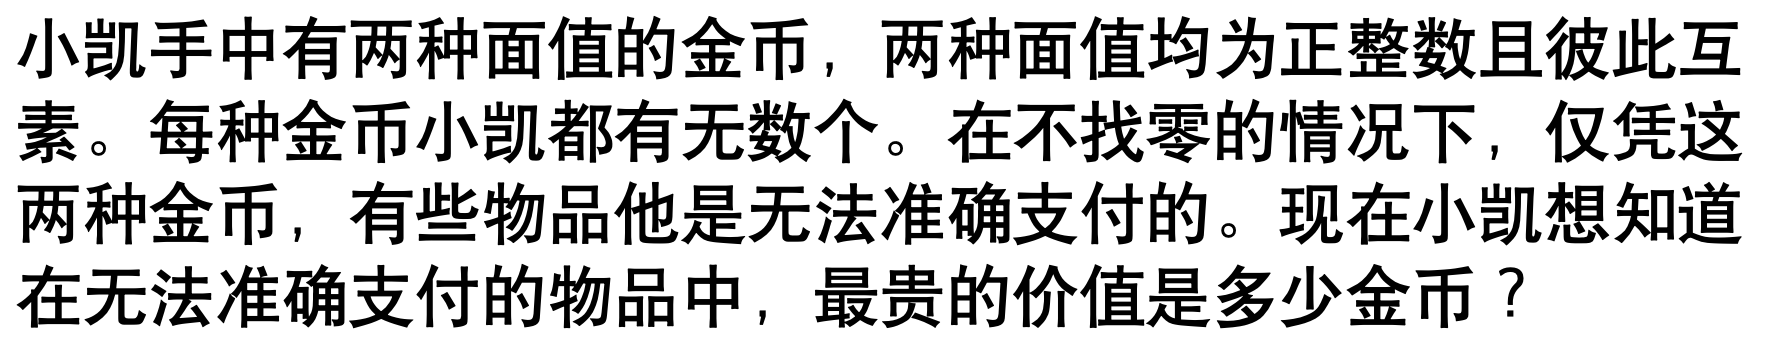 小凯手中有两种面值的金币，两种面值均为正整数且彼此互
素。每种金币小凯都有无数个。在不找零的情况下，仅凭这
两种金币，有些物品他是无法准确支付的。现在小凯想知道
在无法准确支付的物品中，最贵的价值是多少金币？